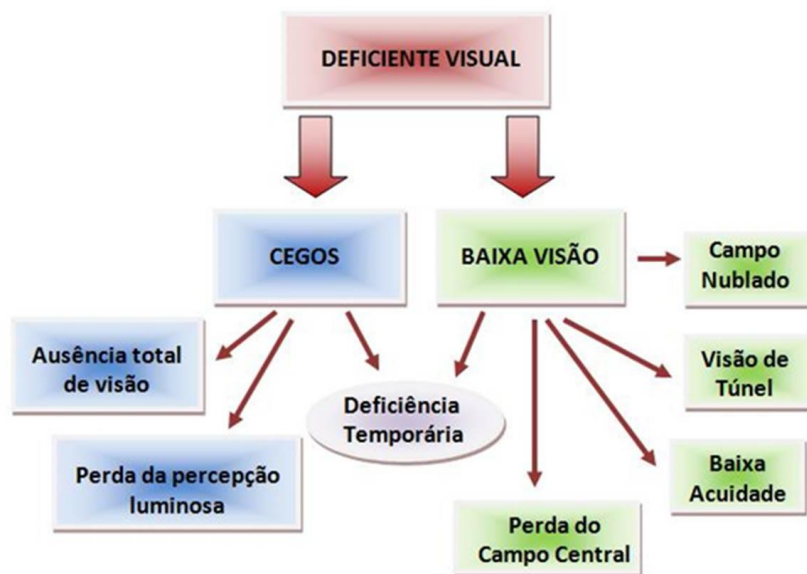 DEFICIENTE VISUAL
CEGOS
BAIXA VISÃO
Campo
Nublado
Ausência total
de visão
Deficiência
Temporária
Visão de
Túnel
Perda da percepção
luminosa
Baixa
Acuidade
Perda do
Campo Central